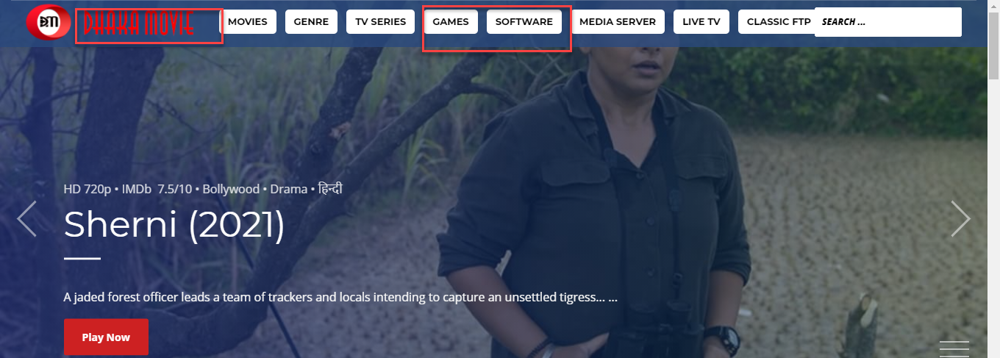 DM DHAKA MOVIE MOVIES GENRE TV SERIES GAMES SOFTWARE MEDIA SERVER LIVE TV CLASSIC FTP SEARCH ...
HD 720p • IMDb 7.5/10 • Bollywood • Drama • हिन्दी
Sherni (2021)
A jaded forest officer leads a team of trackers and locals intending to capture an unsettled tigress... ...
Play Now